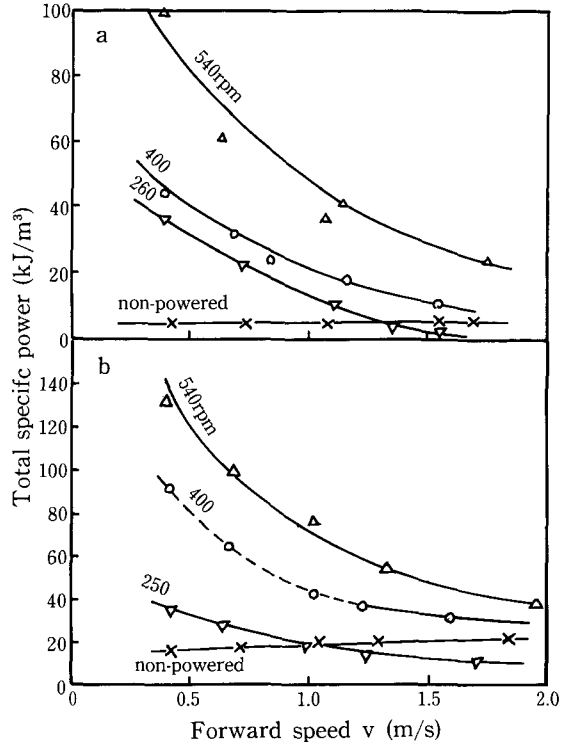 100
a
540rpm
80
60
400
40
260
20
non-powered
0
b
140
540rpm
120
100
400
80
60
250
40
20
non-powered
0
0
0.5
1.0
1.5
2.0
Total specifc power (kJ/m³)
Forward speed v (m/s)